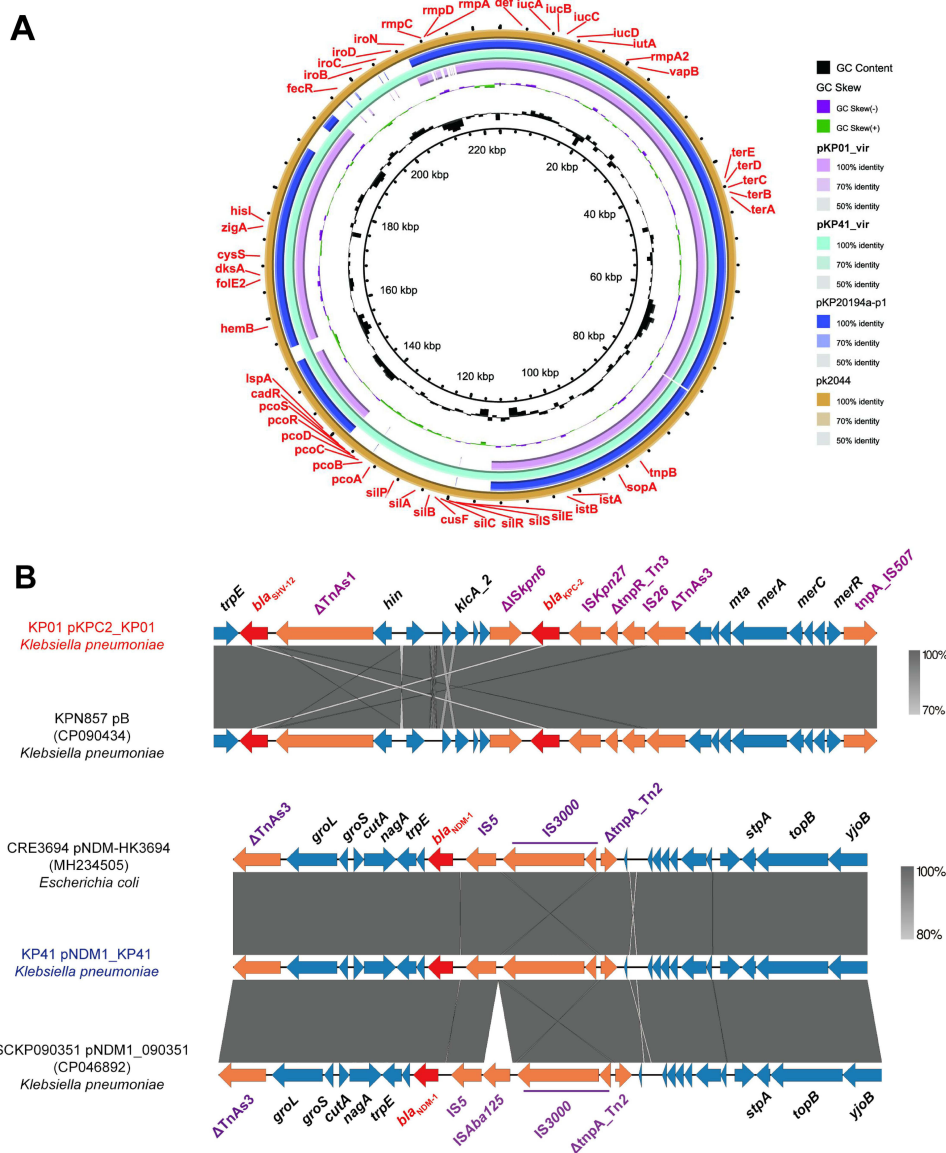 A
rmpA
def
iucA
iucB
iucC
iucD
iutA
rmpA2
vapB
terE
terD
terC
terB
terA
tnpB
sopA
istA
istB
silE
silS
silR
silC
cusF
silB
silA
silP
pcoA
pcoB
pcoC
pcoD
pcoR
pcoS
cadR
lspA
hemB
folE2
dksA
cysS
zigA
hisI
fecR
iroB
iroC
iroD
iroN
rmpC
rmpD
220 kbp
20 kbp
40 kbp
60 kbp
80 kbp
100 kbp
120 kbp
140 kbp
160 kbp
180 kbp
200 kbp
GC Content
GC Skew
GC Skew(-)
GC Skew(+)
pKP01_vir
100% identity
70% identity
50% identity
pKP41_vir
100% identity
70% identity
50% identity
pKP20194a-p1
100% identity
70% identity
50% identity
pk2044
100% identity
70% identity
50% identity
B
trpE blaSHV-12 ΔTnAs1 hin klcA_2 ΔISkpn6 blaKPC-2 ISKpn27 ΔtnpR_Tn3 IS26 ΔTnAs3 mta merA merC merR tnpA_IS507
KP01 pKPC2_KP01
Klebsiella pneumoniae
100%
70%
KPN857 pB
(CP090434)
Klebsiella pneumoniae
ΔTnAs3 groL groS cutA nagA trpE blaNDM-1 IS5 IS3000 ΔtnpA_Tn2 stpA topB yjoB
CRE3694 pNDM-HK3694
(MH234505)
Escherichia coli
100%
80%
KP41 pNDM1_KP41
Klebsiella pneumoniae
SCKP090351 pNDM1_090351
(CP046892)
Klebsiella pneumoniae
ΔTnAs3 groL groS cutA nagA trpE blaNDM-1 IS5 ISAba125 IS3000 ΔtnpA_Tn2 stpA topB yjoB